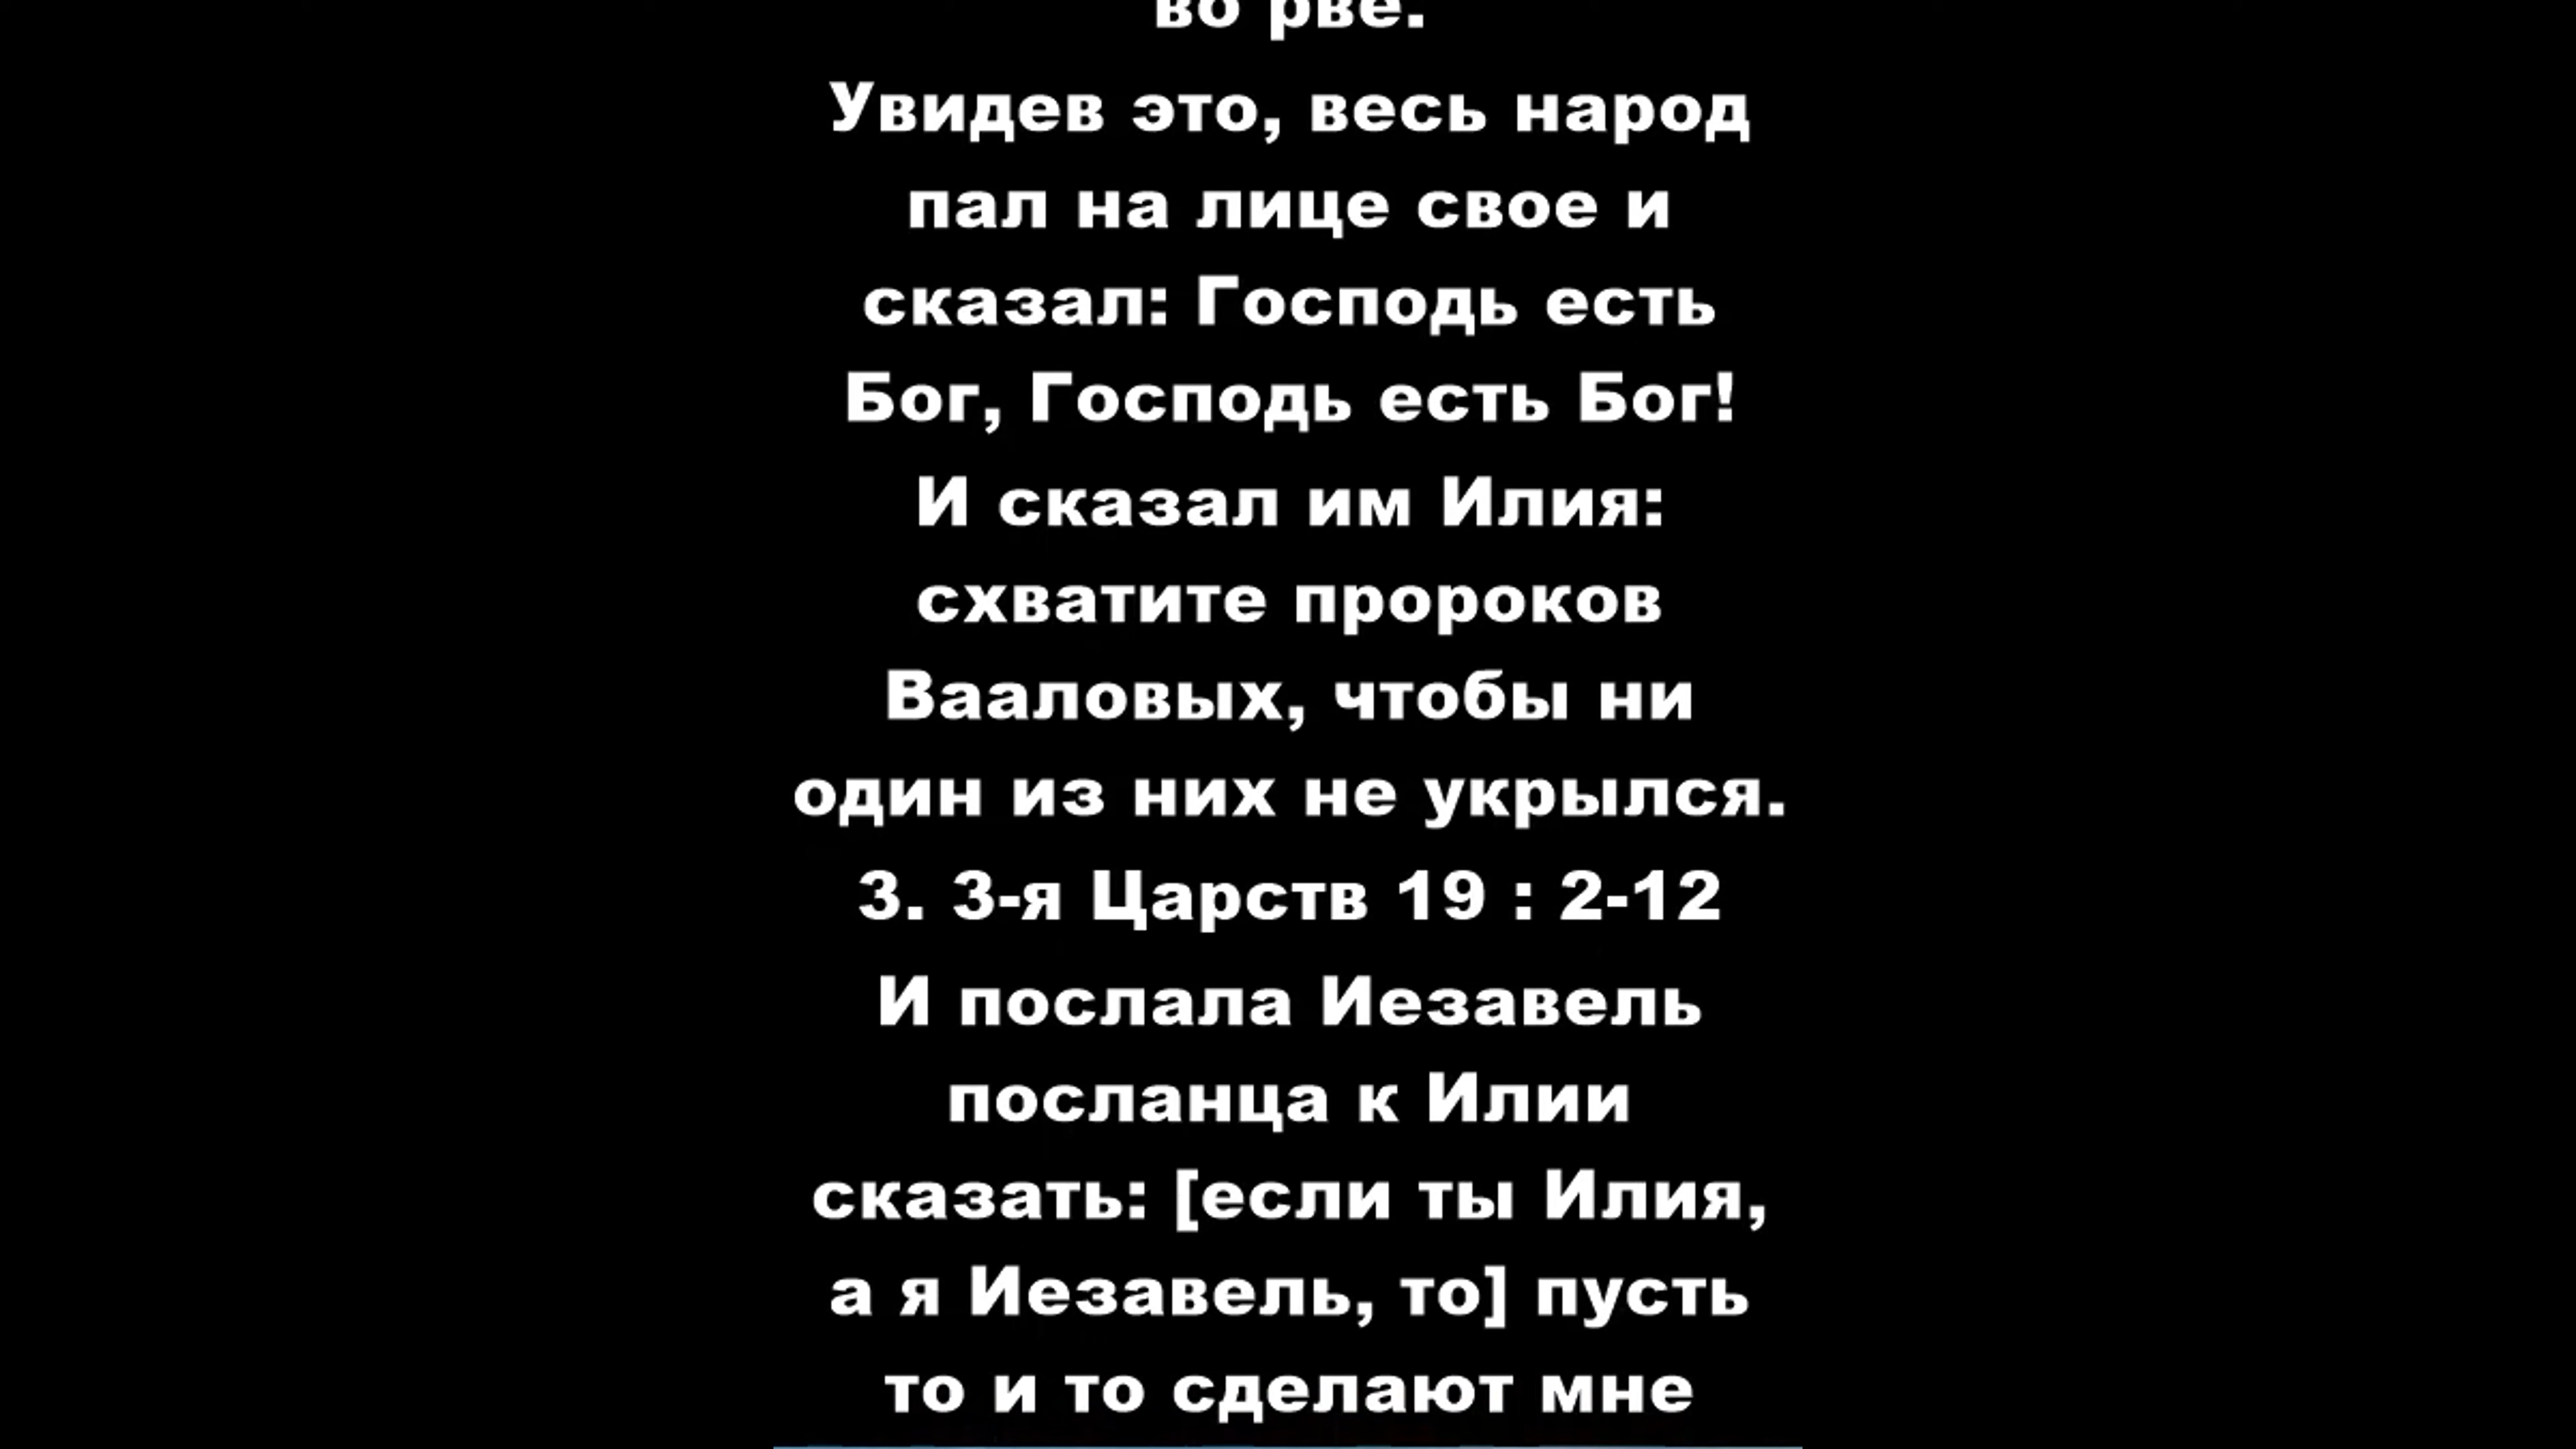 во рве.
Увидев это, весь народ
пал на лице свое и
сказал: Господь есть
Бог, Господь есть Бог!
И сказал им Илия:
схватите пророков
Вааловых, чтобы ни
один из них не укрылся.
3. 3-я Царств 19 : 2-12
И послала Иезавель
посланца к Илии
сказать: [если ты Илия,
а я Иезавель, то] пусть
то и то сделают мне